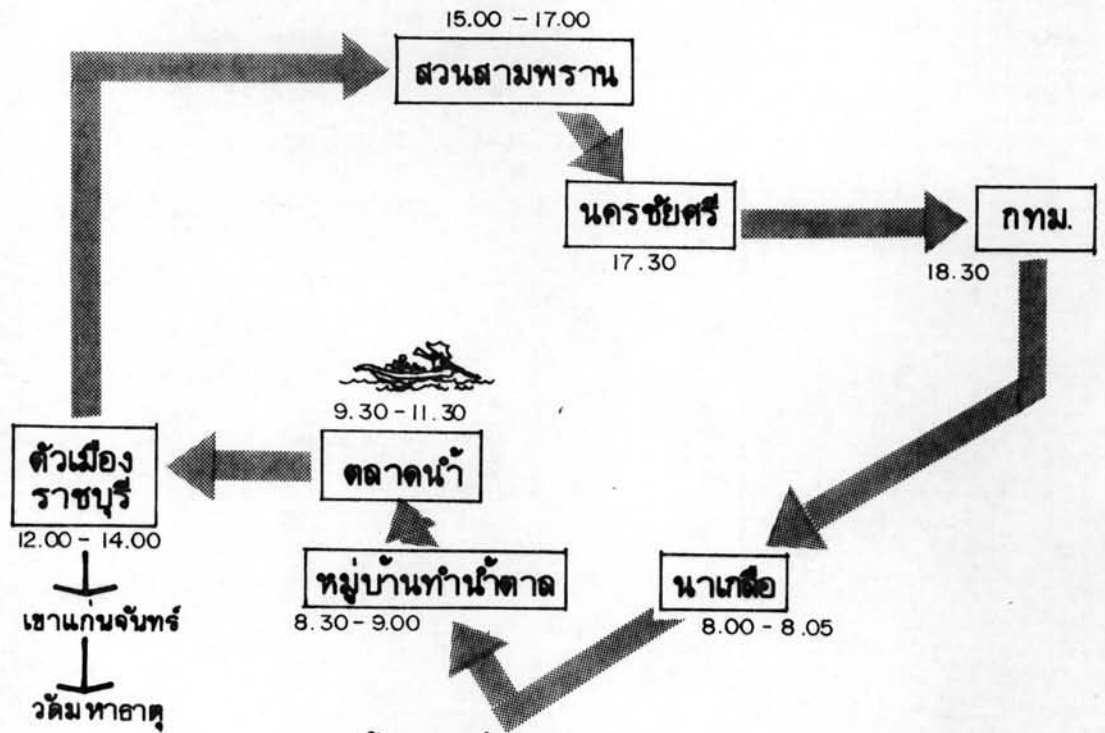 15.00 - 17.00
สวนสามพราน
นครชัยศรี
17.30
กทม.
18.30
9.30 - 11.30
ตลาดน้ำ
ตัวเมือง
ราชบุรี
12.00 - 14.00
เขาแก่นจันทร์
วัดมหาธาตุ
หมู่บ้านทำน้ำตาล
8.30 - 9.00
นาเกลือ
8.00 - 8.05